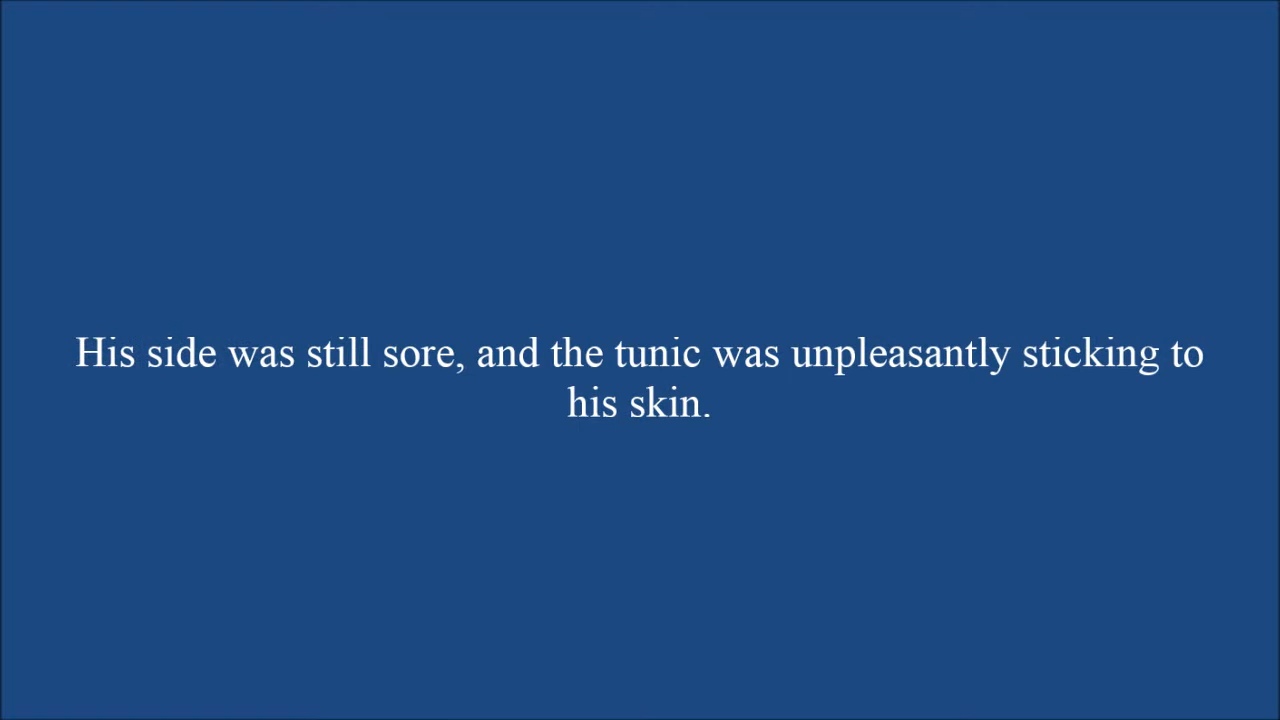 His side was still sore, and the tunic was unpleasantly sticking to
his skin.